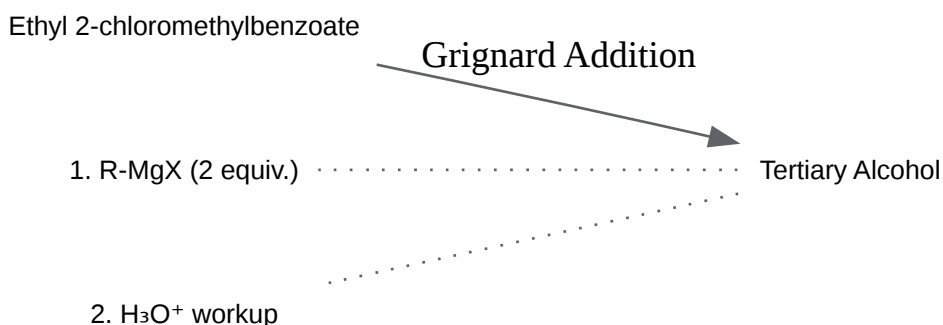 Ethyl 2-chloromethylbenzoate
Grignard Addition
1. R-MgX (2 equiv.)
Tertiary Alcohol
2. H₃O⁺ workup